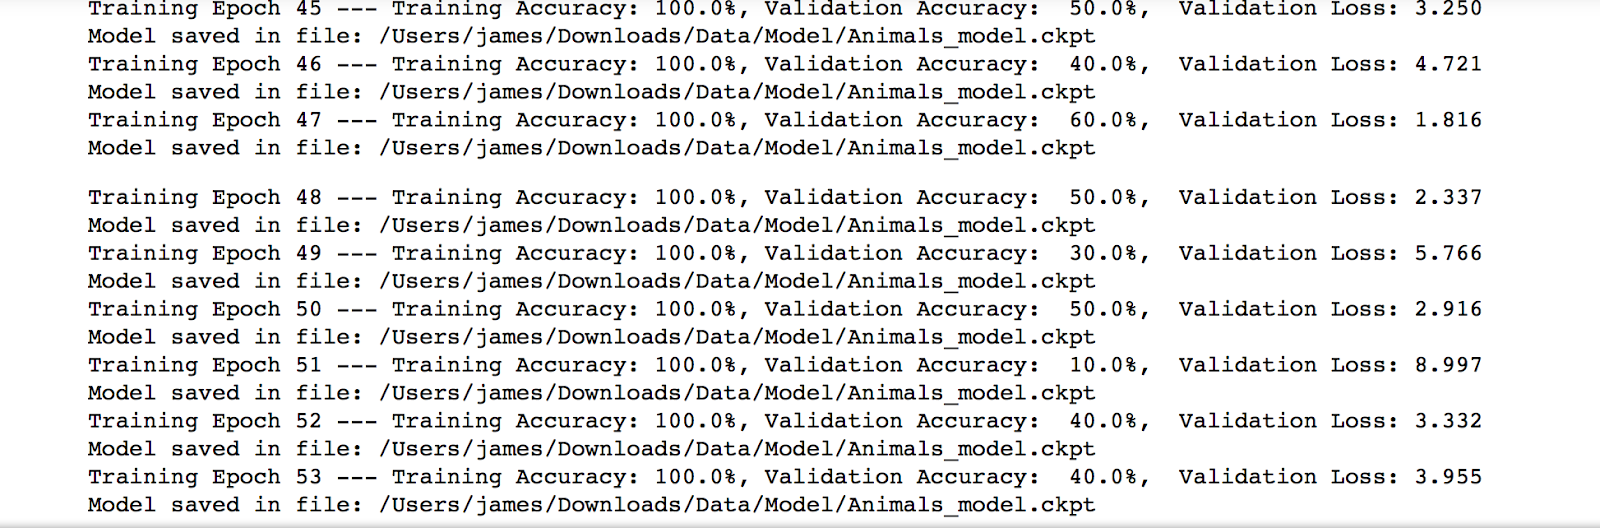 Training Epoch 45 --- Training Accuracy: 100.0%, Validation Accuracy:  50.0%,  Validation Loss: 3.250
Model saved in file: /Users/james/Downloads/Data/Model/Animals_model.ckpt
Training Epoch 46 --- Training Accuracy: 100.0%, Validation Accuracy:  40.0%,  Validation Loss: 4.721
Model saved in file: /Users/james/Downloads/Data/Model/Animals_model.ckpt
Training Epoch 47 --- Training Accuracy: 100.0%, Validation Accuracy:  60.0%,  Validation Loss: 1.816
Model saved in file: /Users/james/Downloads/Data/Model/Animals_model.ckpt
Training Epoch 48 --- Training Accuracy: 100.0%, Validation Accuracy:  50.0%,  Validation Loss: 2.337
Model saved in file: /Users/james/Downloads/Data/Model/Animals_model.ckpt
Training Epoch 49 --- Training Accuracy: 100.0%, Validation Accuracy:  30.0%,  Validation Loss: 5.766
Model saved in file: /Users/james/Downloads/Data/Model/Animals_model.ckpt
Training Epoch 50 --- Training Accuracy: 100.0%, Validation Accuracy:  50.0%,  Validation Loss: 2.916
Model saved in file: /Users/james/Downloads/Data/Model/Animals_model.ckpt
Training Epoch 51 --- Training Accuracy: 100.0%, Validation Accuracy:  10.0%,  Validation Loss: 8.997
Model saved in file: /Users/james/Downloads/Data/Model/Animals_model.ckpt
Training Epoch 52 --- Training Accuracy: 100.0%, Validation Accuracy:  40.0%,  Validation Loss: 3.332
Model saved in file: /Users/james/Downloads/Data/Model/Animals_model.ckpt
Training Epoch 53 --- Training Accuracy: 100.0%, Validation Accuracy:  40.0%,  Validation Loss: 3.955
Model saved in file: /Users/james/Downloads/Data/Model/Animals_model.ckpt